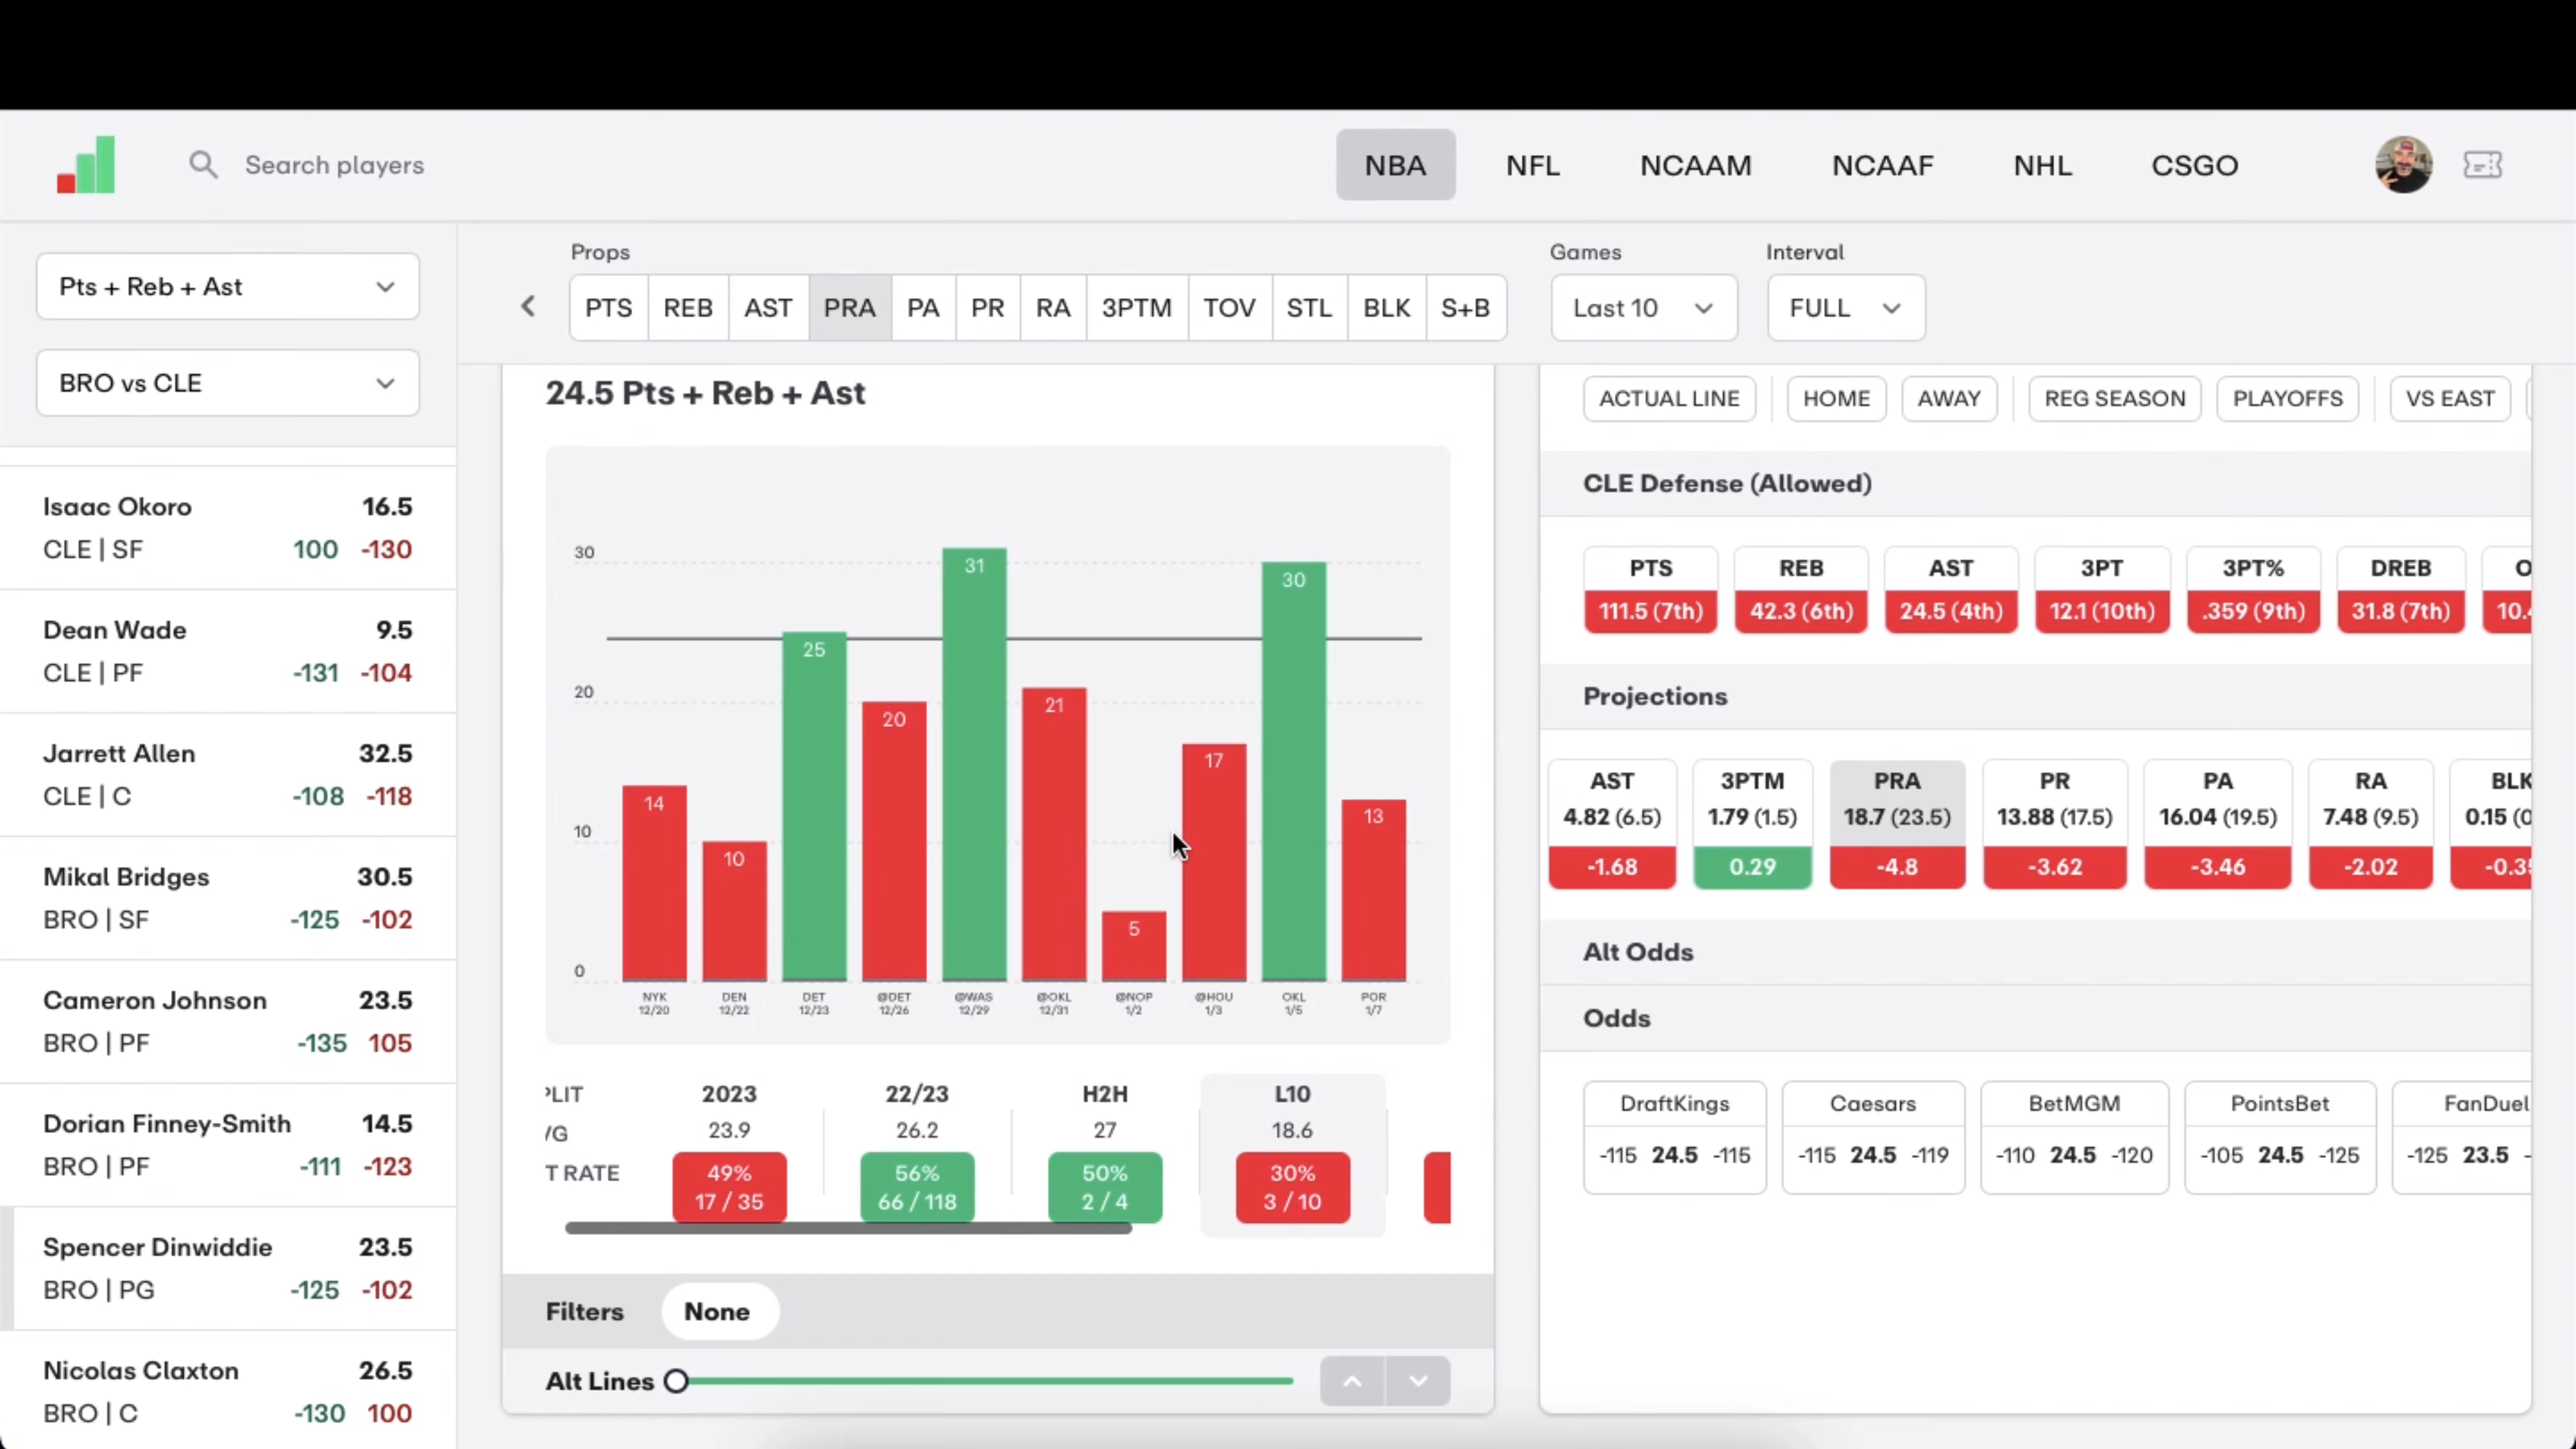 Search players
NBA NFL NCAAM NCAAF NHL CSGO
Pts + Reb + Ast
BRO vs CLE
Isaac Okoro 16.5
CLE | SF 100 -130
Dean Wade 9.5
CLE | PF -131 -104
Jarrett Allen 32.5
CLE | C -108 -118
Mikal Bridges 30.5
BRO | SF -125 -102
Cameron Johnson 23.5
BRO | PF -135 105
Dorian Finney-Smith 14.5
BRO | PF -111 -123
Spencer Dinwiddie 23.5
BRO | PG -125 -102
Nicolas Claxton 26.5
BRO | C -130 100
Props
PTS REB AST PRA PA PR RA 3PTM TOV STL BLK S+B
Games
Last 10
Interval
FULL
24.5 Pts + Reb + Ast
30
20
10
0
14 10 25 20 31 21 5 17 30 13
NYK DEN DET @DET @WAS @OKL @NOP @HOU OKL POR
12/20 12/22 12/23 12/26 12/29 12/31 1/2 1/3 1/5 1/7
PLIT 2023 22/23 H2H L10
VG 23.9 26.2 27 18.6
T RATE 49% 56% 50% 30%
17 / 35 66 / 118 2 / 4 3 / 10
Filters None
Alt Lines
ACTUAL LINE HOME AWAY REG SEASON PLAYOFFS VS EAST
CLE Defense (Allowed)
PTS REB AST 3PT 3PT% DREB O
111.5 (7th) 42.3 (6th) 24.5 (4th) 12.1 (10th) .359 (9th) 31.8 (7th) 10.
Projections
AST 3PTM PRA PR PA RA BLK
4.82 (6.5) 1.79 (1.5) 18.7 (23.5) 13.88 (17.5) 16.04 (19.5) 7.48 (9.5) 0.15 (0
-1.68 0.29 -4.8 -3.62 -3.46 -2.02 -0.3
Alt Odds
Odds
DraftKings Caesars BetMGM PointsBet FanDuel
-115 24.5 -115 -115 24.5 -119 -110 24.5 -120 -105 24.5 -125 -125 23.5 -